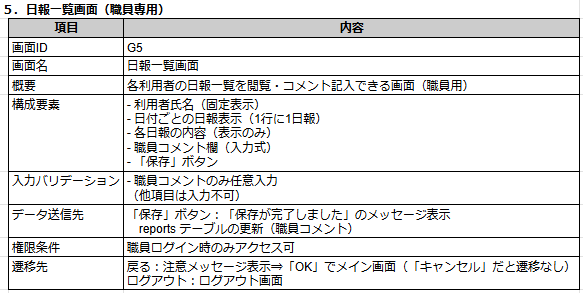 ５．日報一覧画面（職員専用）
項目 内容
画面ID G5
画面名 日報一覧画面
概要 各利用者の日報一覧を閲覧・コメント記入できる画面（職員用）
構成要素 - 利用者氏名（固定表示）
- 日付ごとの日報表示（1行に1日報）
- 各日報の内容（表示のみ）
- 職員コメント欄（入力式）
- 「保存」ボタン
入力バリデーション - 職員コメントのみ任意入力
（他項目は入力不可）
データ送信先 「保存」ボタン：「保存が完了しました」のメッセージ表示
reports テーブルの更新（職員コメント）
権限条件 職員ログイン時のみアクセス可
遷移先 戻る：注意メッセージ表示⇒「OK」でメイン画面（「キャンセル」だと遷移なし）
ログアウト：ログアウト画面